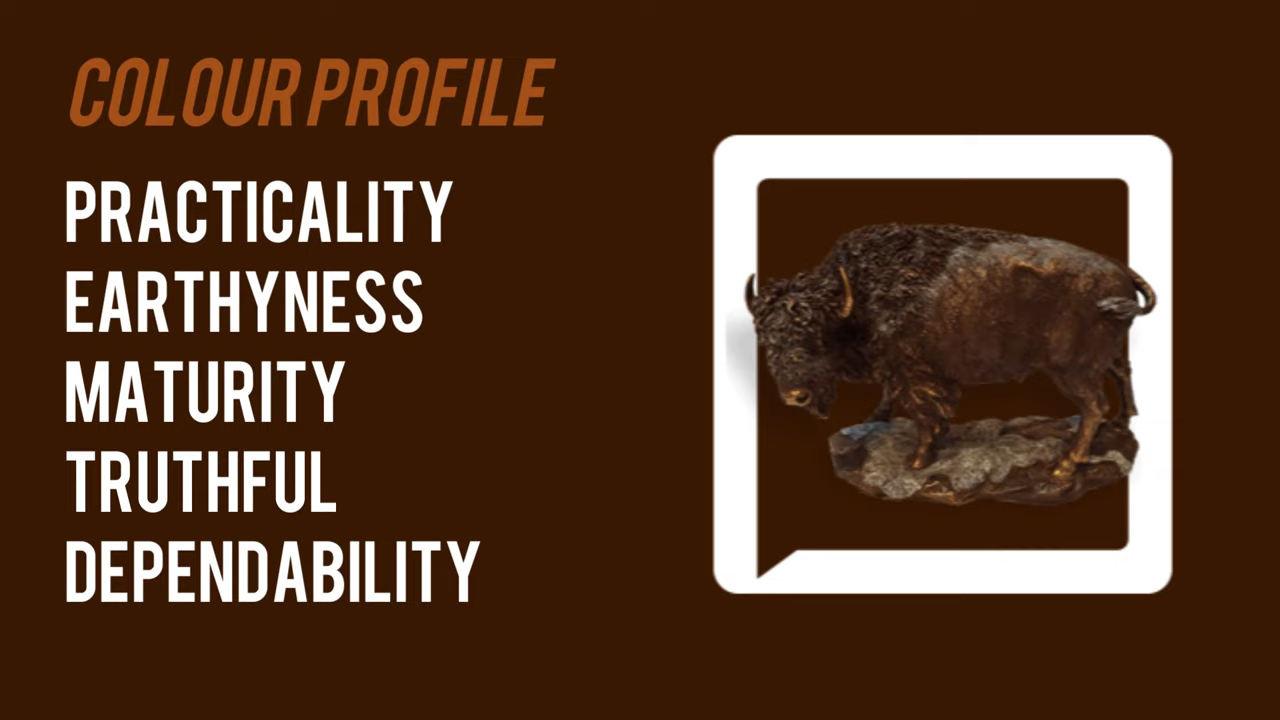 COLOUR PROFILE
PRACTICALITY
EARTHYNESS
MATURITY
TRUTHFUL
DEPENDABILITY